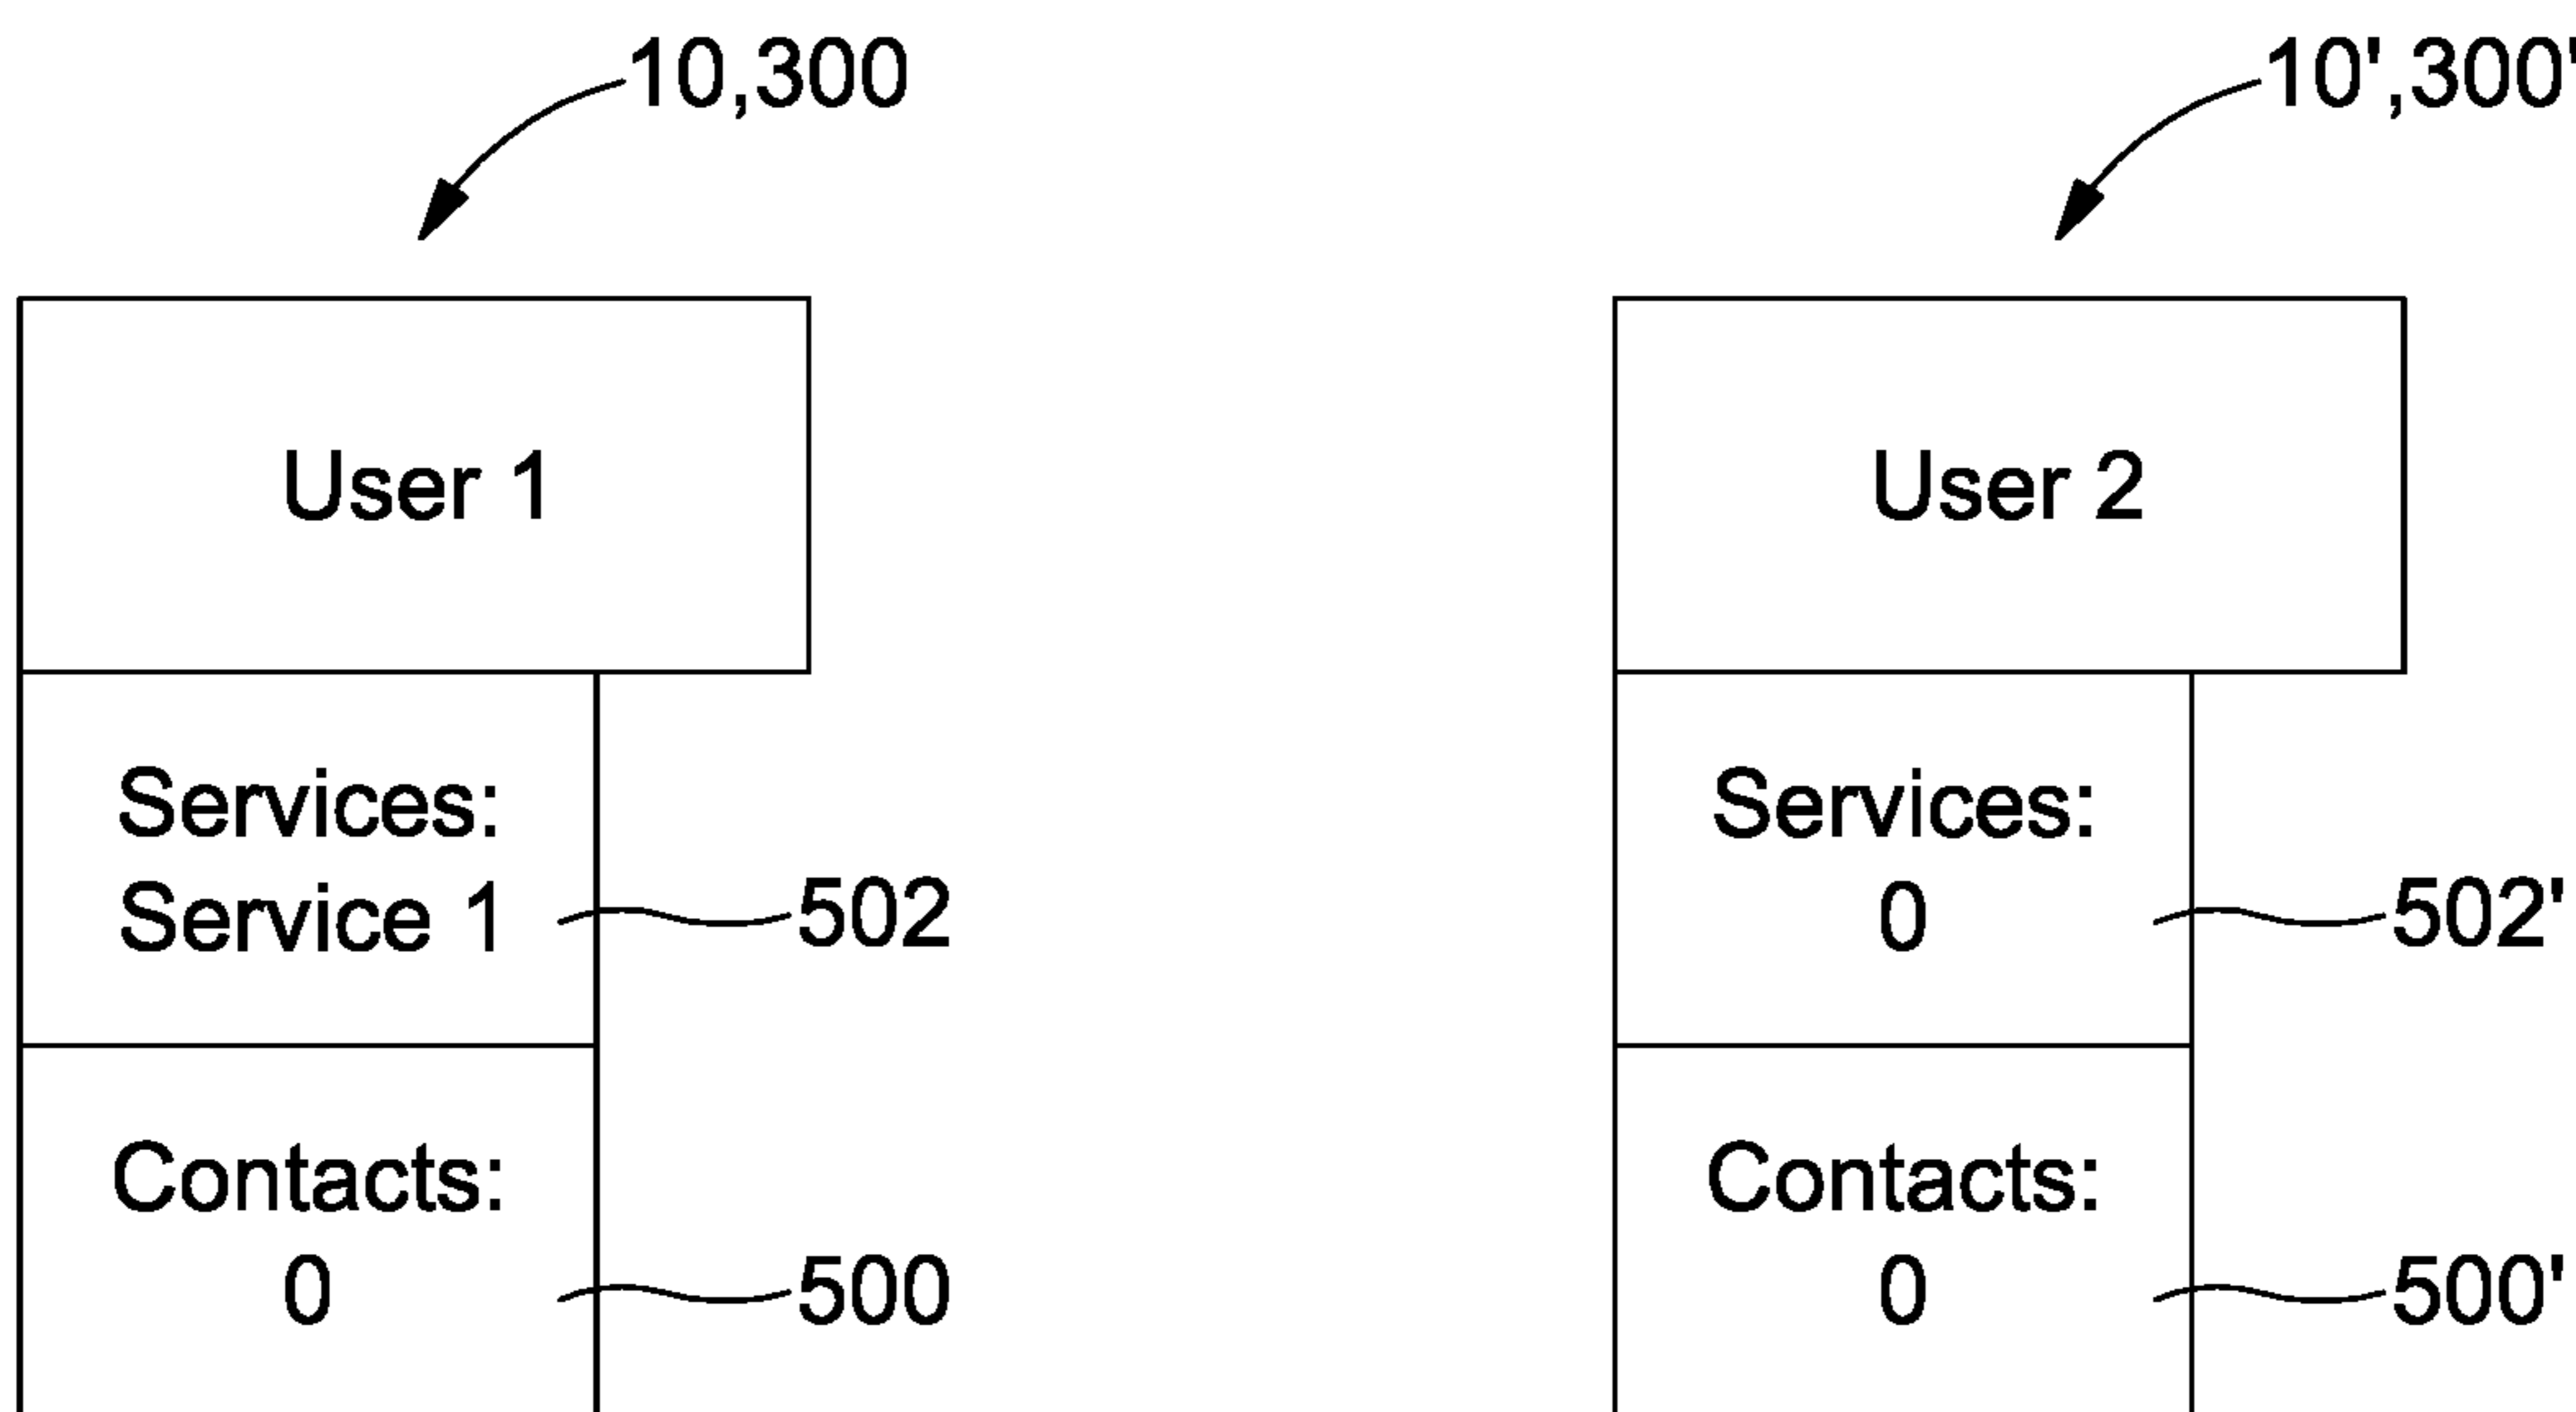 10,300
10',300'
User 1
User 2
Services:
Service 1
502
Services:
0
502'
Contacts:
0
500
Contacts:
0
500'